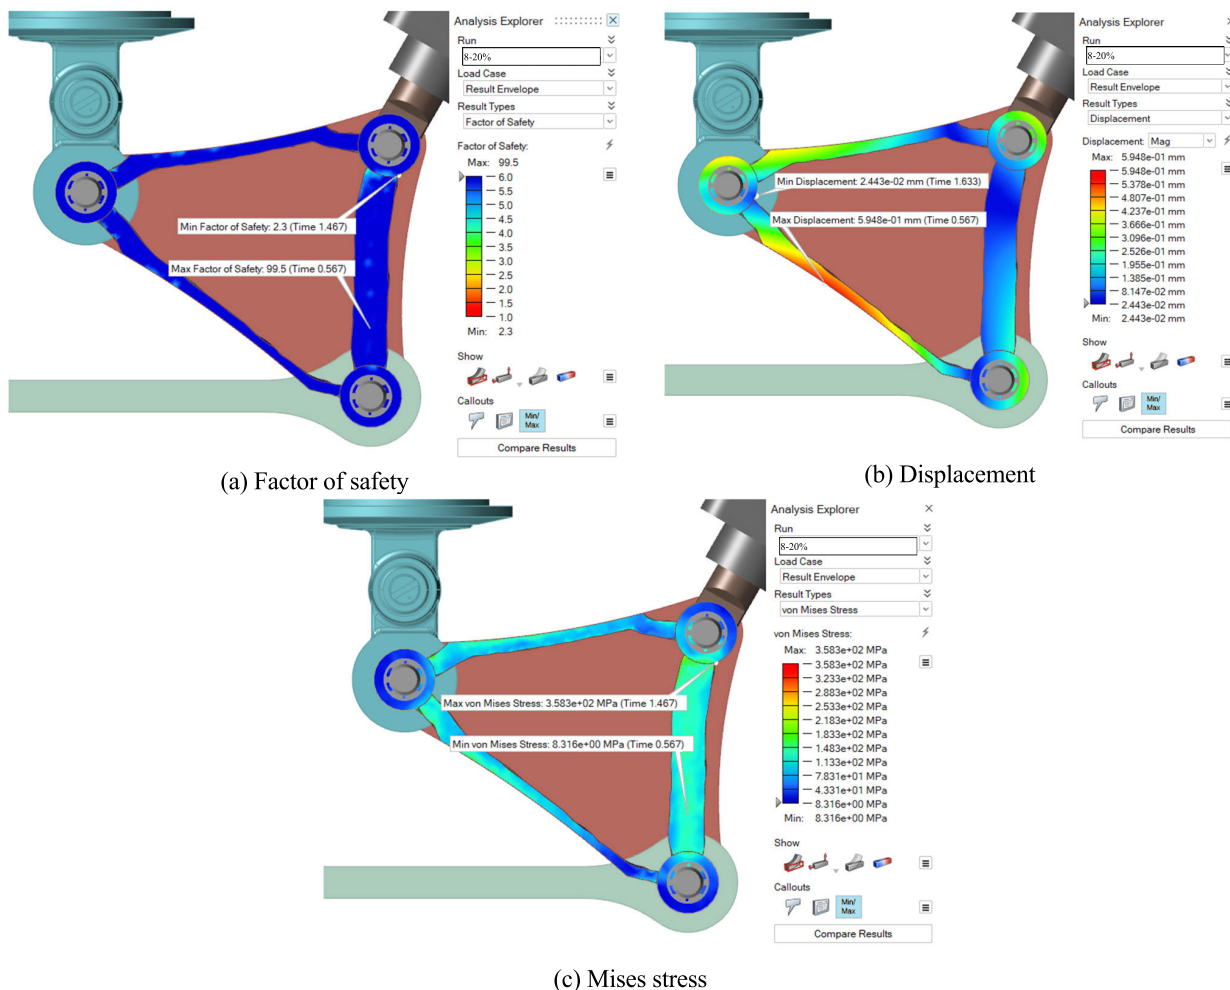 Analysis Explorer
Run
8-20%
Load Case
Result Envelope
Result Types
Factor of Safety
Factor of Safety:
Max: 99.5
6.0
5.5
5.0
4.5
4.0
3.5
3.0
2.5
2.0
1.5
1.0
Min: 2.3
Show
Callouts
Min/
Max
Compare Results
Min Factor of Safety: 2.3 (Time 1.467)
Max Factor of Safety: 99.5 (Time 0.567)
(a) Factor of safety
Analysis Explorer
Run
8-20%
Load Case
Result Envelope
Result Types
Displacement
Displacement: Mag
Max: 5.948e-01 mm
5.948e-01 mm
5.378e-01 mm
4.807e-01 mm
4.237e-01 mm
3.666e-01 mm
3.096e-01 mm
2.526e-01 mm
1.955e-01 mm
1.385e-01 mm
8.147e-02 mm
2.443e-02 mm
Min: 2.443e-02 mm
Show
Callouts
Min/
Max
Compare Results
Min Displacement: 2.443e-02 mm (Time 1.633)
Max Displacement: 5.948e-01 mm (Time 0.567)
(b) Displacement
Analysis Explorer
Run
8-20%
Load Case
Result Envelope
Result Types
von Mises Stress
von Mises Stress:
Max: 3.583e+02 MPa
3.583e+02 MPa
3.233e+02 MPa
2.883e+02 MPa
2.533e+02 MPa
2.183e+02 MPa
1.833e+02 MPa
1.483e+02 MPa
1.133e+02 MPa
7.831e+01 MPa
4.331e+01 MPa
8.316e+00 MPa
Min: 8.316e+00 MPa
Show
Callouts
Min/
Max
Compare Results
Max von Mises Stress: 3.583e+02 MPa (Time 1.467)
Min von Mises Stress: 8.316e+00 MPa (Time 0.567)
(c) Mises stress